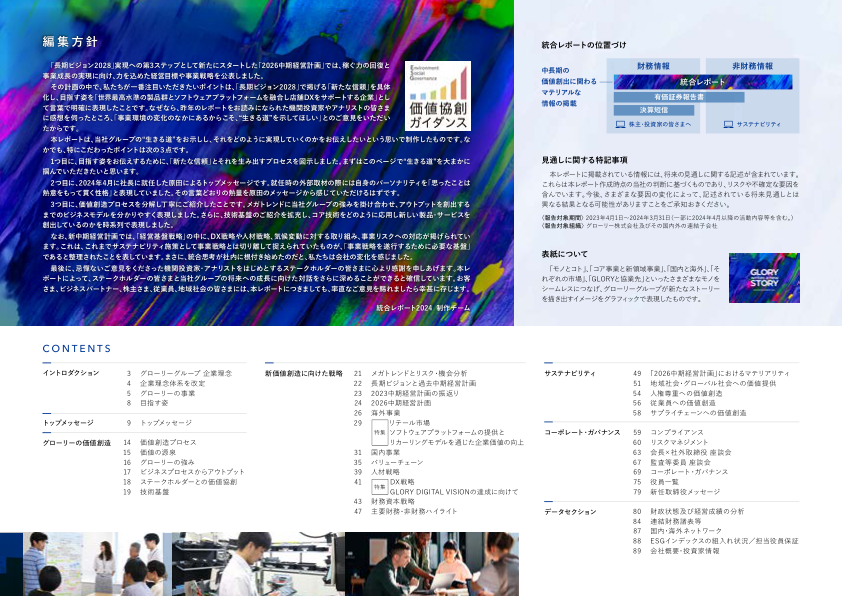 編集方針
「長期ビジョン2028」実現への第3ステップとして新たにスタートした「2026中期経営計画」では、稼ぐ力の回復と
事業成長の実現に向け、力を込めた経営目標や事業戦略を公表しました。
その計画の中で、私たちが一番注目いただきたいポイントは、「長期ビジョン2028」で掲げる「新たな信頼」を具体
化し、目指す姿を「世界最高水準の製品群とソフトウェアプラットフォームを融合し店舗DXをサポートする企業」とし
て言葉で明確に表現したことです。なぜなら、昨年のレポートをお読みになられた機関投資家やアナリストの皆さま
に感想を伺ったところ、「事業環境の変化のなかにあるからこそ、“生きる道”を示してほしい」とのご意見をいただい
たからです。
本レポートは、当社グループの“生きる道”をお示しし、それをどのように実現していくのかをお伝えしたいという思いで制作したものです。な
かでも、特にこだわったポイントは次の3点です。
1つ目に、目指す姿をお伝えするために、「新たな信頼」とそれを生み出すプロセスを図示しました。まずはこのページで“生きる道”を大まかに
掴んでいただきたいと思います。
2つ目に、2024年4月に社長に就任した原田によるトップメッセージです。就任時の外部取材の際には自身のパーソナリティを「思ったことは
熱意をもって貫く性格」と表現していました。その言葉どおりの熱量を原田のメッセージから感じていただけるはずです。
3つ目に、価値創造プロセスを分解し丁寧にご紹介したことです。メガトレンドに当社グループの強みを掛け合わせ、アウトプットを創出する
までのビジネスモデルを分かりやすく表現しました。さらに、技術基盤のご紹介を拡充し、コア技術をどのように応用し新しい製品・サービスを
創出しているのかを時系列で表現しました。
なお、新中期経営計画では、「経営基盤戦略」の中に、DX戦略や人材戦略、気候変動に対する取り組み、事業リスクへの対応が掲げられてい
ます。これは、これまでサステナビリティ施策として事業戦略とは切り離して捉えられていたものが、「事業戦略を遂行するために必要な基盤」
であると整理されたことを表しています。まさに、統合思考が社内に根付き始めたのだと、私たちは会社の変化を感じました。
最後に、忌憚ないご意見をくださった機関投資家・アナリストをはじめとするステークホルダーの皆さまに心より感謝を申しあげます。本レ
ポートによって、ステークホルダーの皆さまと当社グループの将来への成長に向けた対話をさらに深めることができると確信しています。お客
さま、ビジネスパートナー、株主さま、従業員、地域社会の皆さまには、本レポートにつきましても、率直なご意見を賜れましたら幸甚に存じます。
統合レポート2024 制作チーム
Environment
Social
Governance
価値協創
ガイダンス
統合レポートの位置づけ
中長期の
価値創出に関わる
マテリアルな
情報の掲載
財務情報
非財務情報
統合レポート
有価証券報告書
決算短信
株主・投資家の皆さまへ
サステナビリティ
見通しに関する特記事項
本レポートに掲載されている情報には、将来の見通しに関する記述が含まれています。
これらは本レポート作成時点の当社の判断に基づくものであり、リスクや不確定な要因を
含んでいます。今後、さまざまな要因の変化によって、記述されている将来見通しとは
異なる結果となる可能性がありますことをご承知おきください。
〈報告対象期間〉2023年4月1日～2024年3月31日(一部に2024年4月以降の活動内容等を含む。)
〈報告対象組織〉グローリー株式会社及びその国内外の連結子会社
表紙について
「モノとコト」、「コア事業と新領域事業」、「国内と海外」、「そ
れぞれの市場」、「GLORYと協業先」といったさまざまなモノを
シームレスにつなげ、グローリーグループが新たなストーリー
を描き出すイメージをグラフィックで表現したものです。
GLORY
STORY
CONTENTS
イントロダクション
3 グローリーグループ 企業理念
4 企業理念体系を改定
5 グローリーの事業
8 目指す姿
トップメッセージ
9 トップメッセージ
グローリーの価値創造
14 価値創造プロセス
15 価値の源泉
16 グローリーの強み
17 ビジネスプロセスからアウトプット
18 ステークホルダーとの価値協創
19 技術基盤
新価値創造に向けた戦略
21 メガトレンドとリスク・機会分析
22 長期ビジョンと過去中期経営計画
23 2023中期経営計画の振返り
24 2026中期経営計画
26 海外事業
29 特集 リテール市場
ソフトウェアプラットフォームの提供と
リカーリングモデルを通じた企業価値の向上
31 国内事業
35 バリューチェーン
39 人材戦略
41 特集 DX戦略
GLORY DIGITAL VISIONの達成に向けて
43 財務資本戦略
47 主要財務・非財務ハイライト
サステナビリティ
49 「2026中期経営計画」におけるマテリアリティ
51 地域社会・グローバル社会への価値提供
54 人権尊重への価値創造
56 従業員への価値創造
58 サプライチェーンへの価値創造
コーポレート・ガバナンス
59 コンプライアンス
60 リスクマネジメント
63 会長×社外取締役 座談会
67 監査等委員 座談会
69 コーポレート・ガバナンス
75 役員一覧
79 新任取締役メッセージ
データセクション
80 財政状態及び経営成績の分析
84 連結財務諸表等
87 国内・海外ネットワーク
88 ESGインデックスの組入れ状況／担当役員保証
89 会社概要・投資家情報